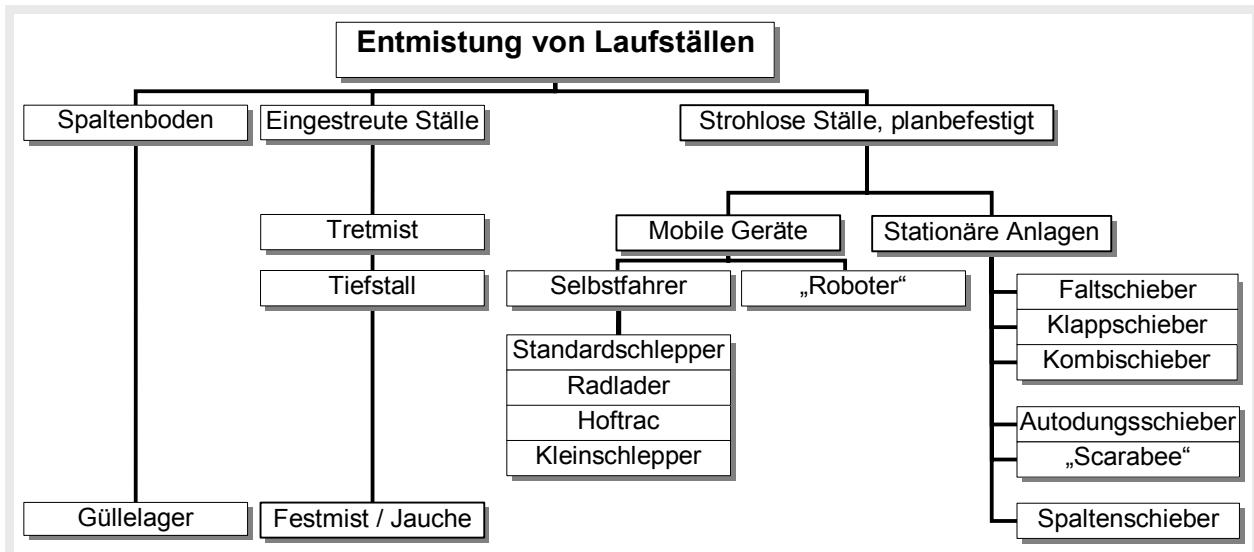 Entmistung von Laufställen
Spaltenboden
Eingestreute Ställe
Strohlose Ställe, planbefestigt
Tretmist
Mobile Geräte
Stationäre Anlagen
Tiefstall
Selbstfahrer
„Roboter“
Faltschieber
Klappschieber
Kombischieber
Standardschlepper
Radlader
Hoftrac
Kleinschlepper
Autodungsschieber
„Scarabee“
Güllelager
Festmist / Jauche
Spaltenschieber